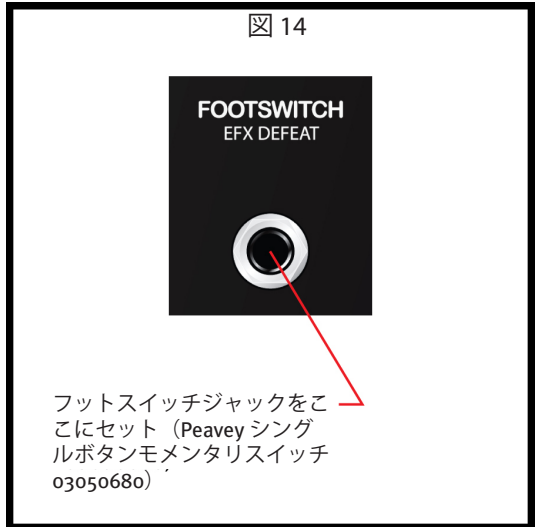 図 14
FOOTSWITCH
EFX DEFEAT
フットスイッチジャックをこ
こにセット（Peavey シング
ルボタンモメンタリスイッチ
03050680）´